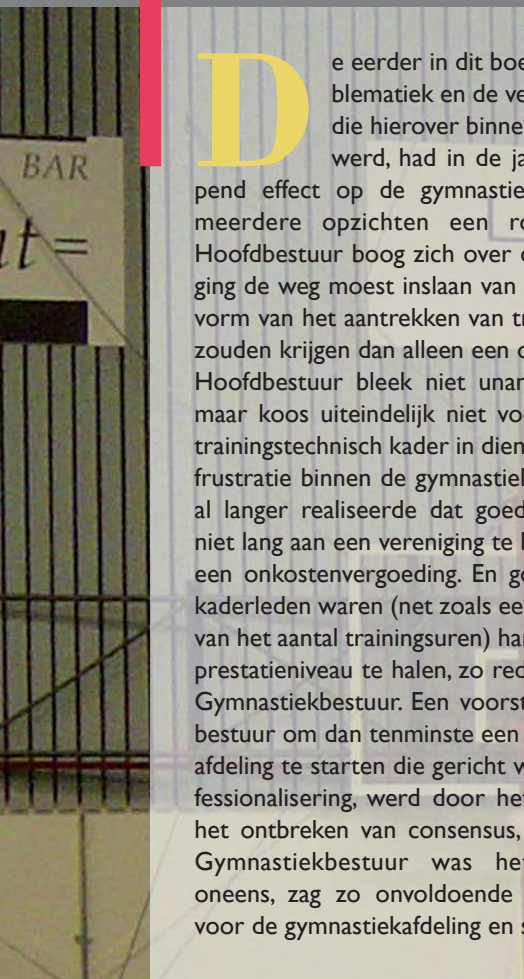 BAR
De eerder in dit boe
blematiek en de ve
die hierover binne
werd, had in de ja
pend effect op de gymnastie
meerdere opzichten een ro
Hoofdbestuur boog zich over d
ging de weg moest inslaan van
vorm van het aantrekken van tr
zouden krijgen dan alleen een o
Hoofdbestuur bleek niet unan
maar koos uiteindelijk niet vo
trainingstechnisch kader in dien
frustratie binnen de gymnastiek
al langer realiseerde dat goed
niet lang aan een vereniging te b
een onkostenvergoeding. En go
kaderleden waren (net zoals ee
van het aantal trainingsuren) har
prestatieniveau te halen, zo red
Gymnastiekbestuur. Een voorst
bestuur om dan tenminste een
afdeling te starten die gericht w
fessionalisering, werd door het
het ontbreken van consensus,
Gymnastiekbestuur was het
oneens, zag zo onvoldoende
voor de gymnastiekafdeling en s